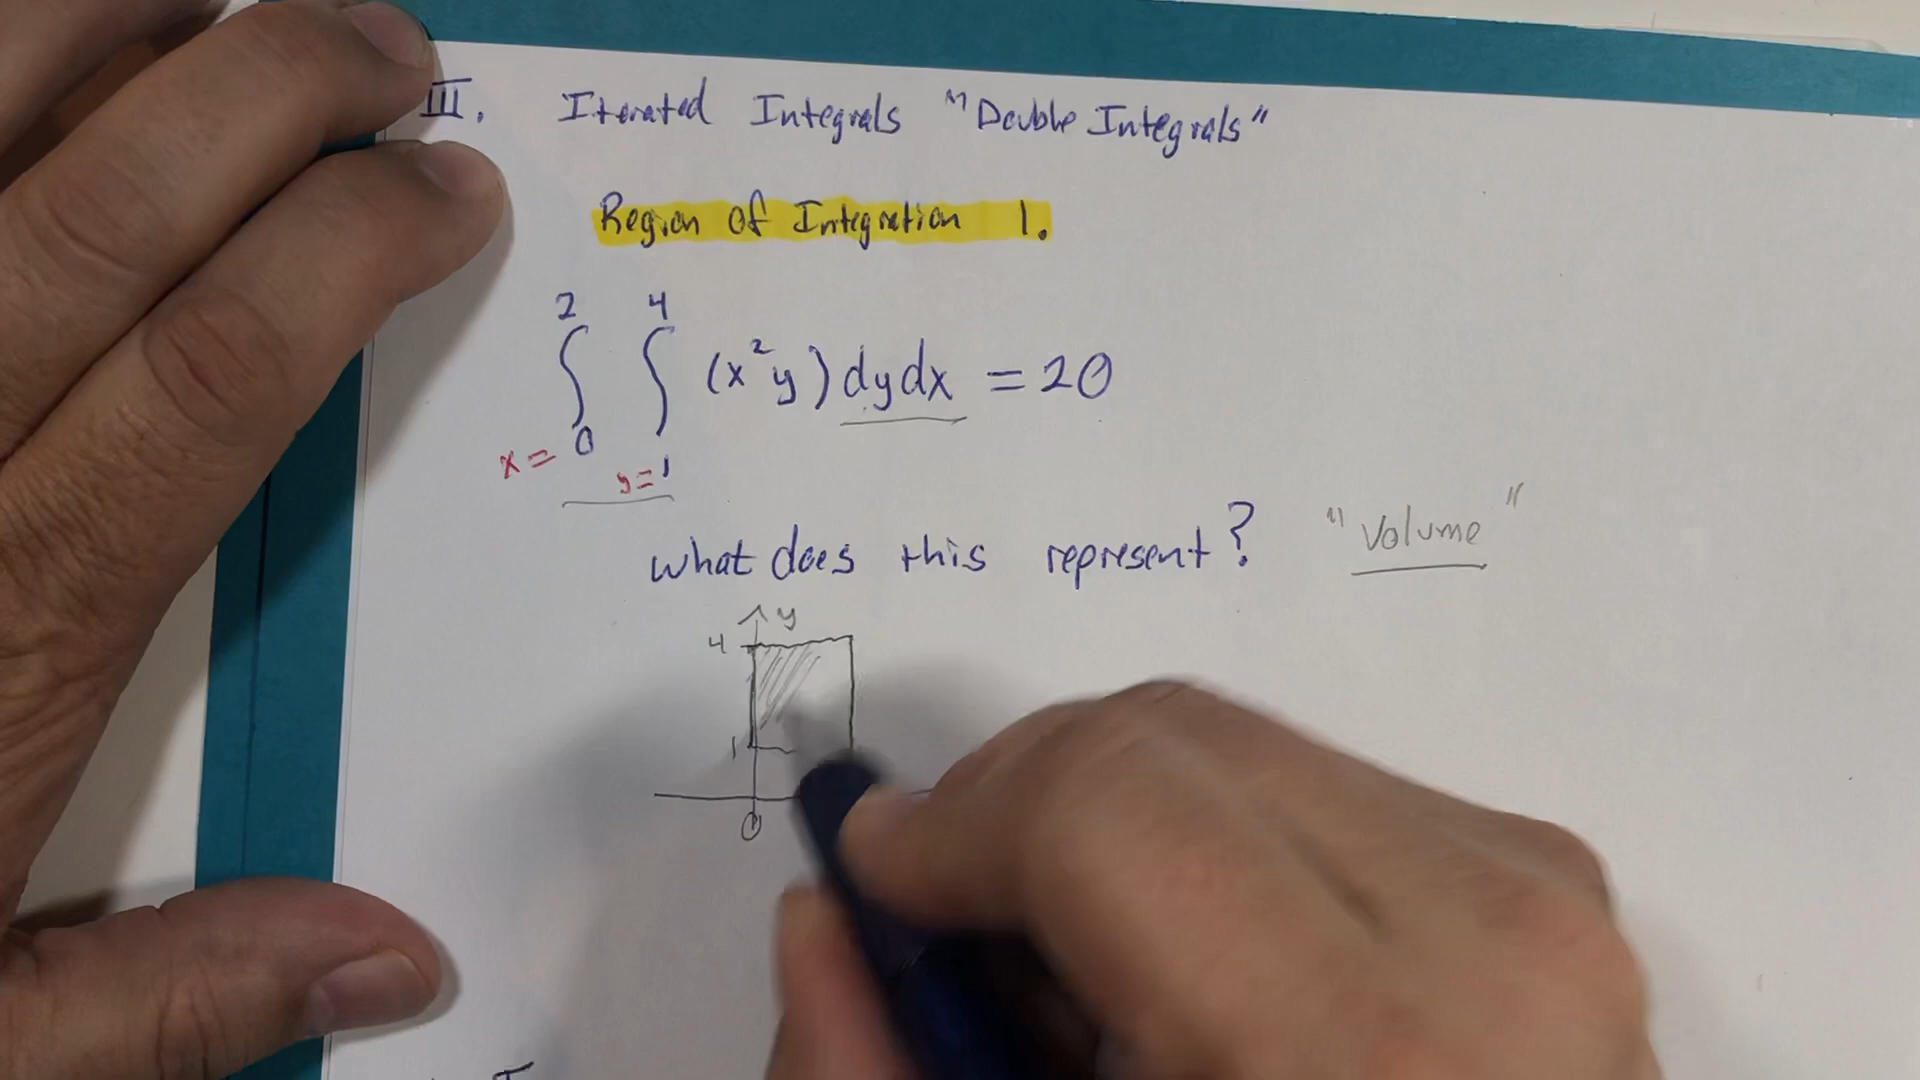 III. Iterated Integrals "Double Integrals"
Region of Integration 1.
2 4
∫ ∫ (x²y) dy dx = 20
x = 0 y = 1
what does this represent? "Volume"
y
4
1
0